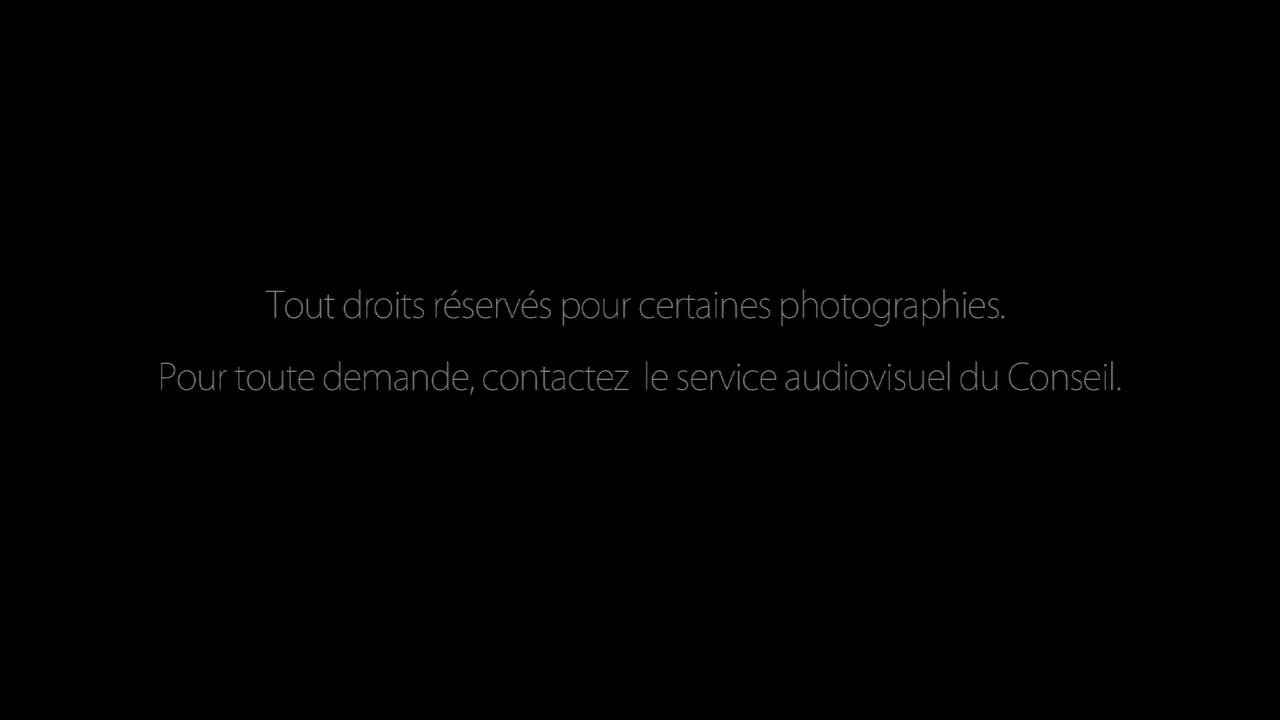 Tout droits réservés pour certaines photographies.
Pour toute demande, contactez  le service audiovisuel du Conseil.